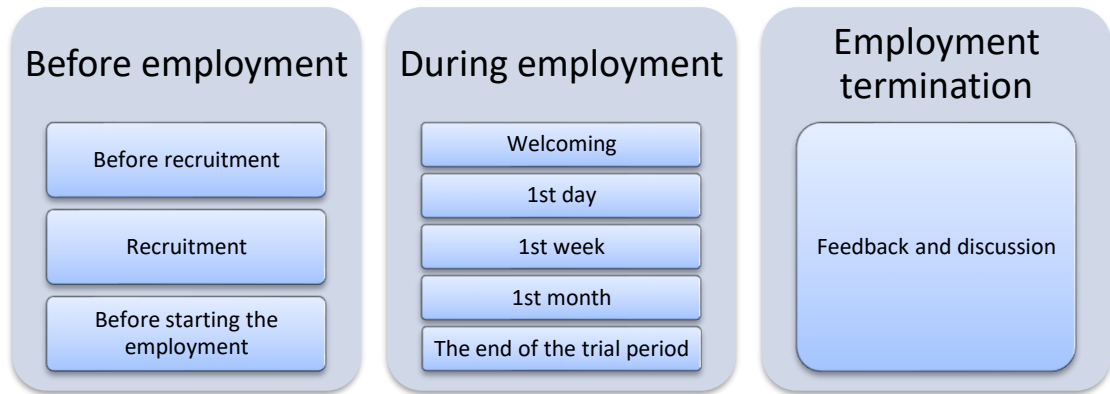 Before employment
Before recruitment
Recruitment
Before starting the
employment
During employment
Welcoming
1st day
1st week
1st month
The end of the trial period
Employment
termination
Feedback and discussion